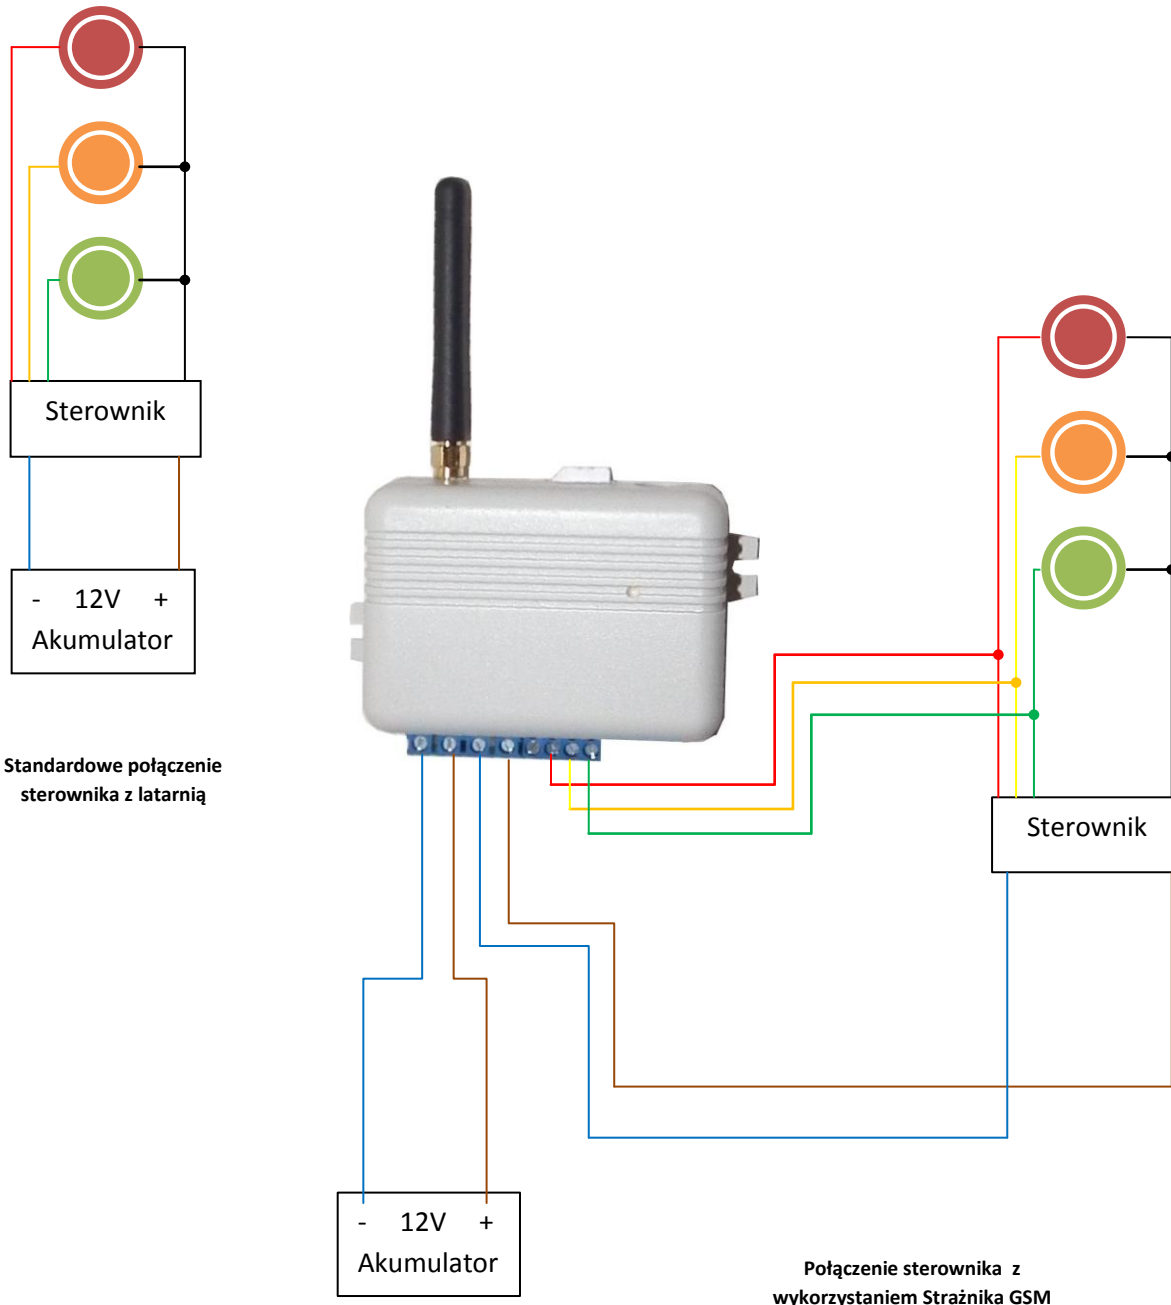 Sterownik
- 12V +
Akumulator
Standardowe połączenie
sterownika z latarnią
Sterownik
- 12V +
Akumulator
Połączenie sterownika z
wykorzystaniem Strażnika GSM